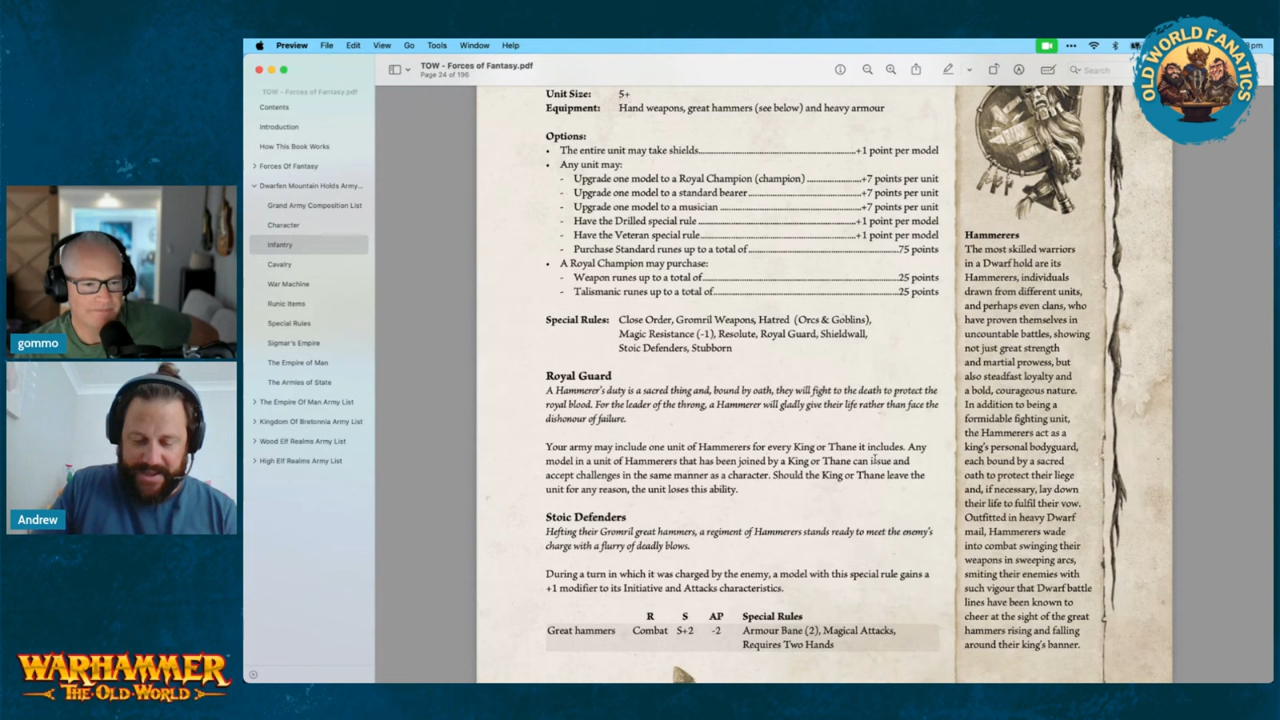 Preview File Edit View Go Tools Window Help
TOW - Forces of Fantasy.pdf
Page 24 of 196
Search
OLD WORLD FANATICS
TOW - Forces of Fantasy.pdf
Contents
Introduction
How This Book Works
Forces Of Fantasy
Dwarfen Mountain Holds Army...
Grand Army Composition List
Character
Infantry
Cavalry
War Machine
Runic Items
Special Rules
Sigmar's Empire
The Empire of Man
The Armies of State
The Empire Of Man Army List
Kingdom Of Bretonnia Army List
Wood Elf Realms Army List
High Elf Realms Army List
gommo
Andrew
WARHAMMER
THE OLD WORLD
Unit Size: 5+
Equipment: Hand weapons, great hammers (see below) and heavy armour
Options:
• The entire unit may take shields....+1 point per model
• Any unit may:
- Upgrade one model to a Royal Champion (champion)....+7 points per unit
- Upgrade one model to a standard bearer....+7 points per unit
- Upgrade one model to a musician....+7 points per unit
- Have the Drilled special rule....+1 point per model
- Have the Veteran special rule....+1 point per model
- Purchase Standard runes up to a total of....75 points
• A Royal Champion may purchase:
- Weapon runes up to a total of....25 points
- Talismanic runes up to a total of....25 points
Special Rules: Close Order, Gromril Weapons, Hatred (Orcs & Goblins),
Magic Resistance (-1), Resolute, Royal Guard, Shieldwall,
Stoic Defenders, Stubborn
Royal Guard
A Hammerer's duty is a sacred thing and, bound by oath, they will fight to the death to protect the
royal blood. For the leader of the throng, a Hammerer will gladly give their life rather than face the
dishonour of failure.
Your army may include one unit of Hammerers for every King or Thane it includes. Any
model in a unit of Hammerers that has been joined by a King or Thane can issue and
accept challenges in the same manner as a character. Should the King or Thane leave the
unit for any reason, the unit loses this ability.
Stoic Defenders
Hefting their Gromril great hammers, a regiment of Hammerers stands ready to meet the enemy's
charge with a flurry of deadly blows.
During a turn in which it was charged by the enemy, a model with this special rule gains a
+1 modifier to its Initiative and Attacks characteristics.
R S AP Special Rules
Great hammers Combat S+2 -2 Armour Bane (2), Magical Attacks,
Requires Two Hands
Hammerers
The most skilled warriors
in a Dwarf hold are its
Hammerers, individuals
drawn from different units,
and perhaps even clans, who
have proven themselves in
uncountable battles, showing
not just great strength
and martial prowess, but
also steadfast loyalty and
a bold, courageous nature.
In addition to being a
formidable fighting unit,
the Hammerers act as a
king's personal bodyguard,
each bound by a sacred
oath to protect their liege
and, if necessary, lay down
their life to fulfil their vow.
Outfitted in heavy Dwarf
mail, Hammerers wade
into combat swinging their
weapons in sweeping arcs,
smiting their enemies with
such vigour that Dwarf battle
lines have been known to
cheer at the sight of the great
hammers rising and falling
around their king's banner.